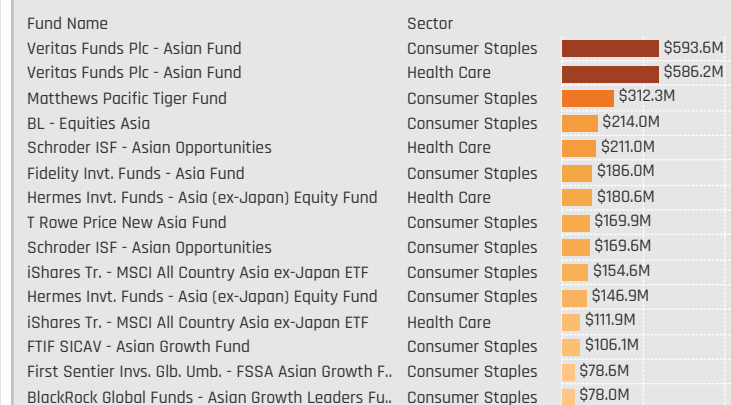 Fund Name Sector
Veritas Funds Plc - Asian Fund Consumer Staples $593.6M
Veritas Funds Plc - Asian Fund Health Care $586.2M
Matthews Pacific Tiger Fund Consumer Staples $312.3M
BL - Equities Asia Consumer Staples $214.0M
Schroder ISF - Asian Opportunities Health Care $211.0M
Fidelity Invt. Funds - Asia Fund Consumer Staples $186.0M
Hermes Invt. Funds - Asia (ex-Japan) Equity Fund Health Care $180.6M
T Rowe Price New Asia Fund Consumer Staples $169.9M
Schroder ISF - Asian Opportunities Consumer Staples $169.6M
iShares Tr. - MSCI All Country Asia ex-Japan ETF Consumer Staples $154.6M
Hermes Invt. Funds - Asia (ex-Japan) Equity Fund Consumer Staples $146.9M
iShares Tr. - MSCI All Country Asia ex-Japan ETF Health Care $111.9M
FTIF SICAV - Asian Growth Fund Consumer Staples $106.1M
First Sentier Invs. Glb. Umb. - FSSA Asian Growth F.. Consumer Staples $78.6M
BlackRock Global Funds - Asian Growth Leaders Fu.. Consumer Staples $78.0M